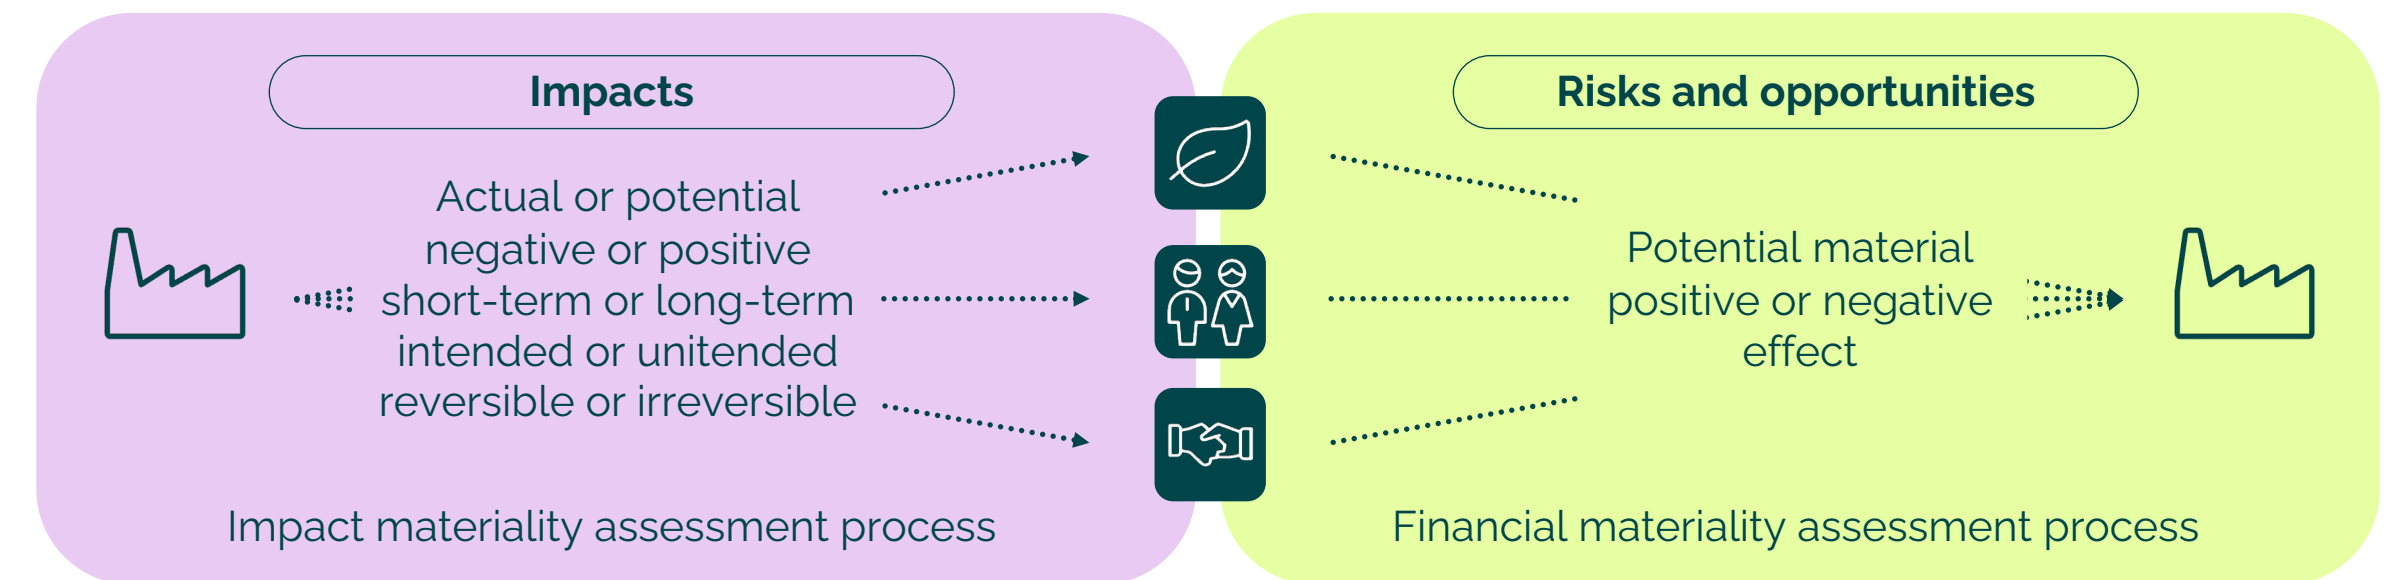 Impacts
Actual or potential
negative or positive
short-term or long-term
intended or unitended
reversible or irreversible
Impact materiality assessment process
Risks and opportunities
Potential material
positive or negative
effect
Financial materiality assessment process